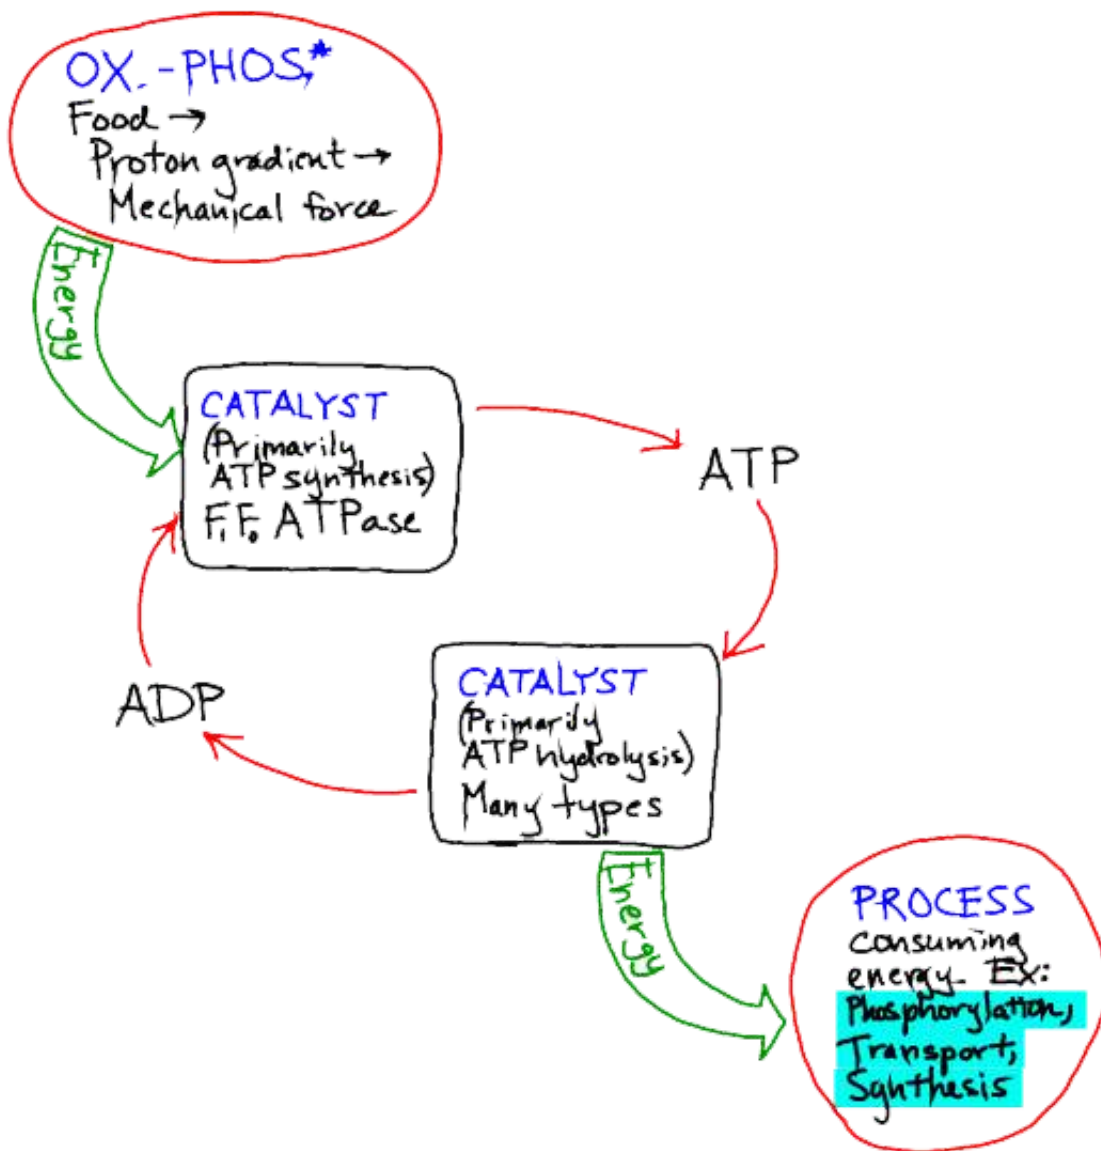 OX.-PHOS.*
Food →
Proton gradient →
Mechanical force
Energy
CATALYST
(Primarily
ATP synthesis)
F₁F₀ ATPase
ATP
ADP
CATALYST
(Primarily
ATP hydrolysis)
Many types
Energy
PROCESS
consuming
energy. Ex:
Phosphorylation,
Transport,
Synthesis